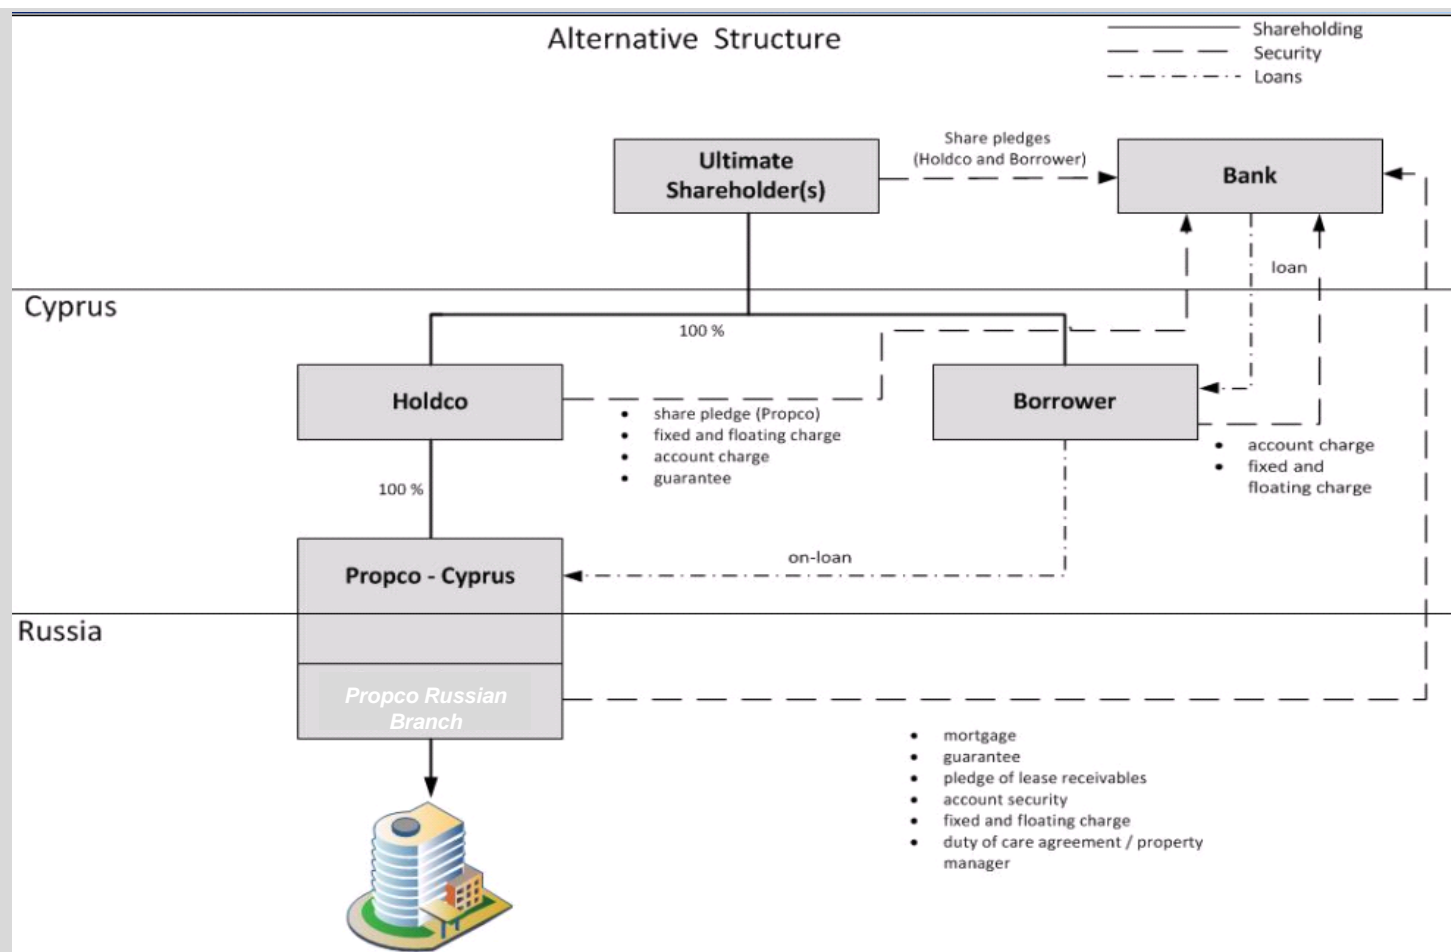 Alternative Structure
Shareholding
Security
Loans
Ultimate
Shareholder(s)
Share pledges
(Holdco and Borrower)
Bank
loan
Cyprus
100 %
Holdco
Borrower
• share pledge (Propco)
• fixed and floating charge
• account charge
• guarantee
• account charge
• fixed and
floating charge
100 %
Propco - Cyprus
on-loan
Russia
Propco Russian
Branch
• mortgage
• guarantee
• pledge of lease receivables
• account security
• fixed and floating charge
• duty of care agreement / property
manager